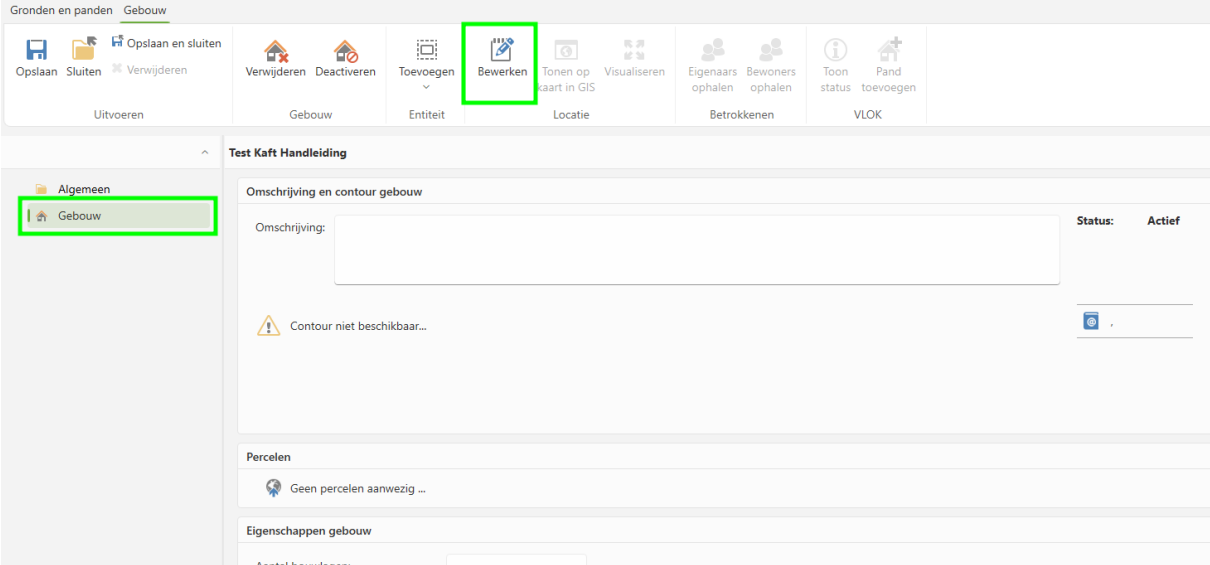 Gronden en panden Gebouw
Opslaan
Sluiten
Opslaan en sluiten
Verwijderen
Uitvoeren
Verwijderen
Deactiveren
Gebouw
Toevoegen
Entiteit
Bewerken
Tonen op
kaart in GIS
Visualiseren
Locatie
Eigenaars
ophalen
Bewoners
ophalen
Betrokkenen
Toon
status
Pand
toevoegen
VLOK
Algemeen
Gebouw
Test Kaft Handleiding
Omschrijving en contour gebouw
Omschrijving:
Status: Actief
Contour niet beschikbaar...
,
Percelen
Geen percelen aanwezig ...
Eigenschappen gebouw
Aantal bouwlagen: